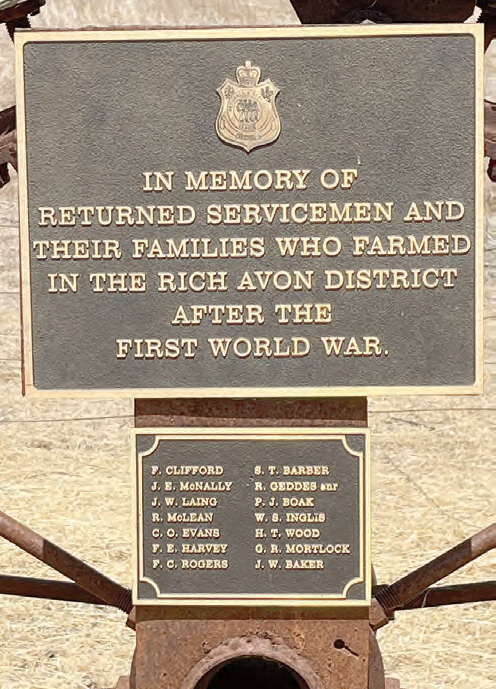 IN MEMORY OF
RETURNED SERVICEMEN AND
THEIR FAMILIES WHO FARMED
IN THE RICH AVON DISTRICT
AFTER THE
FIRST WORLD WAR.
F. CLIFFORD
J. E. McNALLY
J. W. LAING
R. McLEAN
C. O. EVANS
F. E. HARVEY
F. C. ROGERS
S. T. BARBER
R. GEDDES snr
P. J. BOAK
W. S. INGLIS
H. T. WOOD
G. R. MORTLOCK
J. W. BAKER